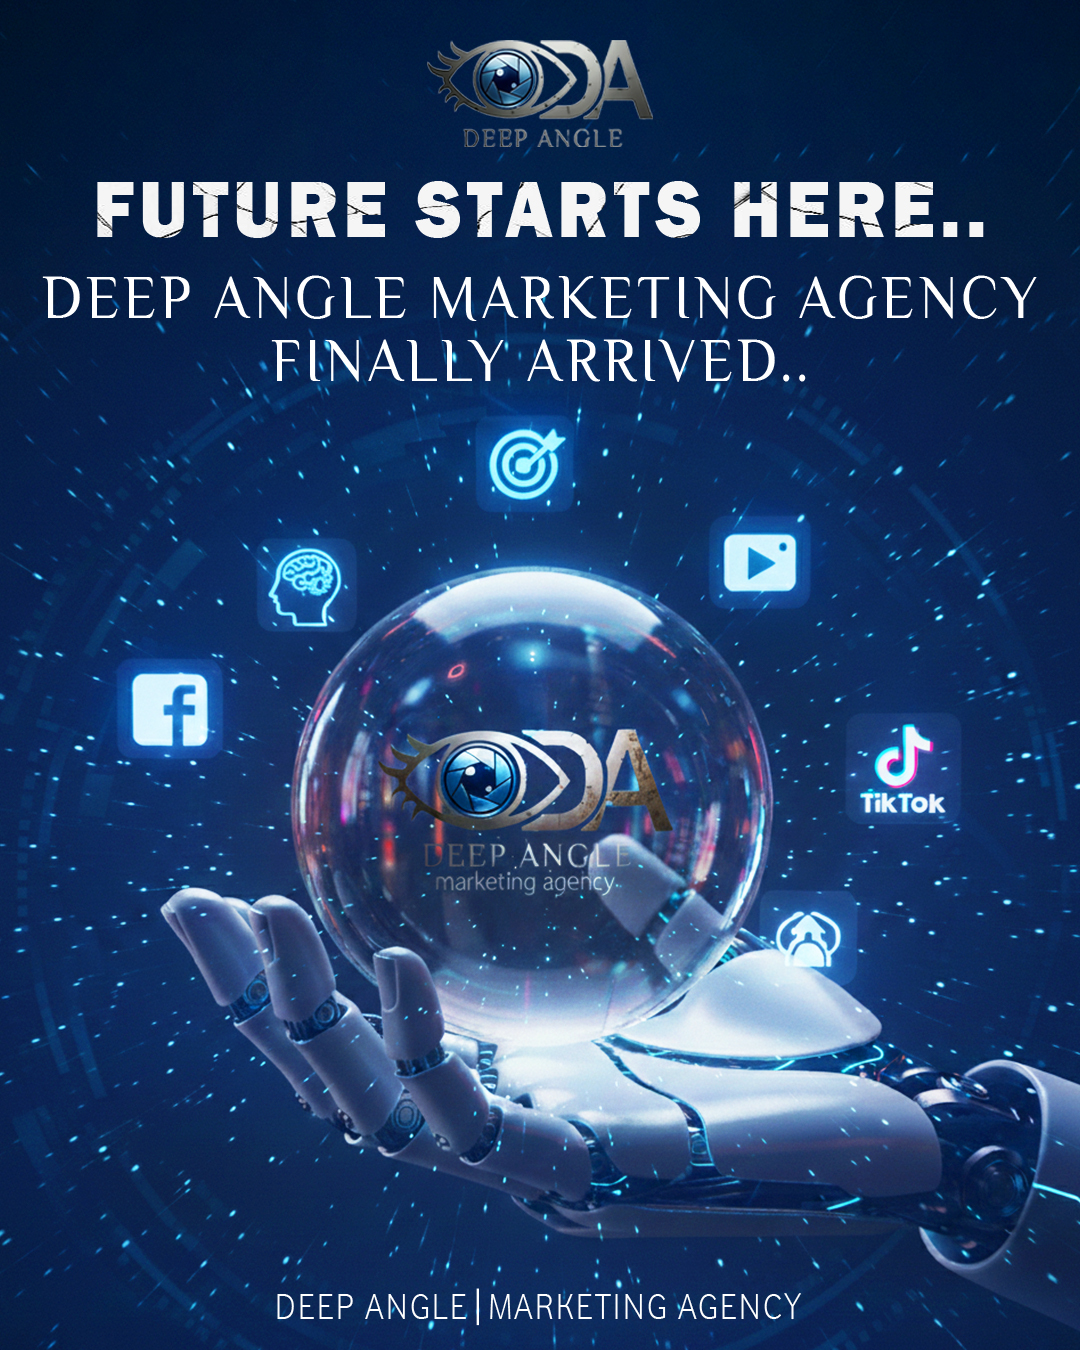 DA
DEEP ANGLE
FUTURE STARTS HERE..
DEEP ANGLE MARKETING AGENCY
FINALLY ARRIVED..
f
DA
DEEP ANGLE
marketing agency
TikTok
DEEP ANGLE|MARKETING AGENCY